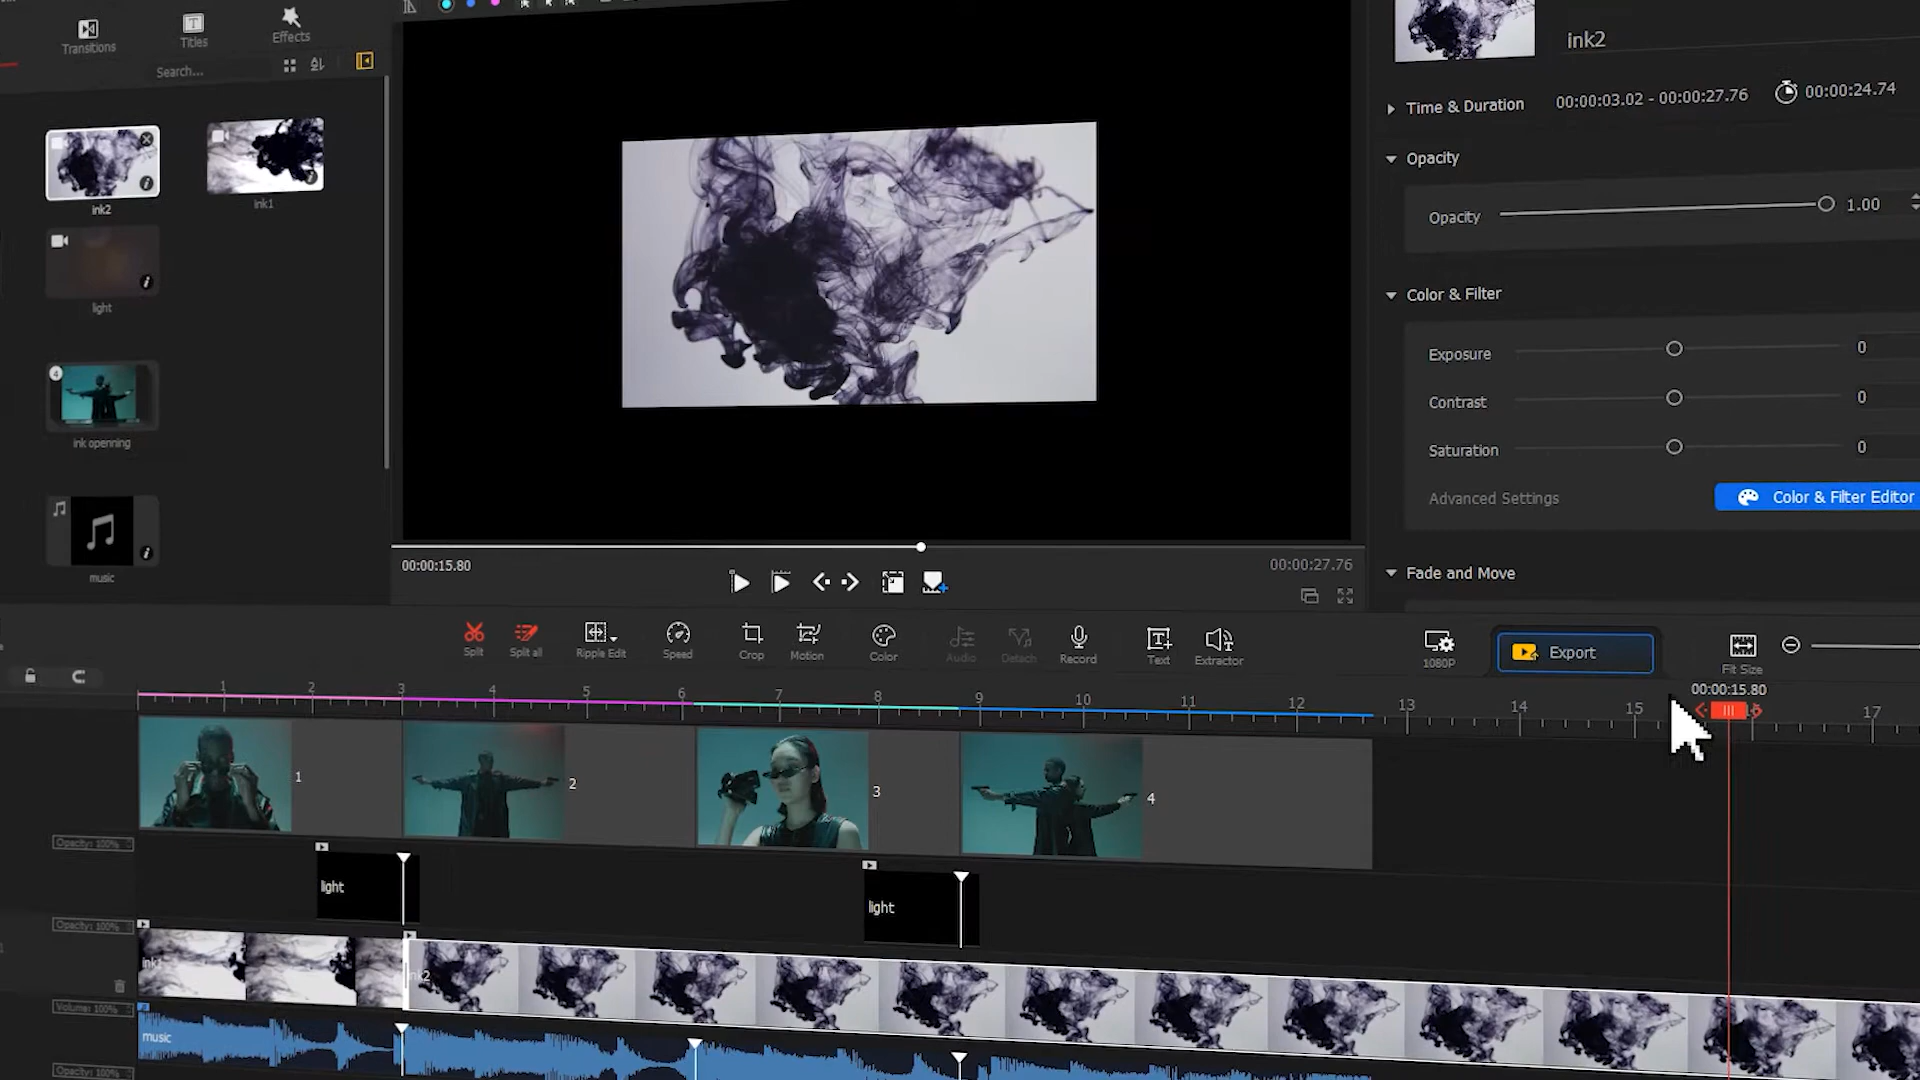 Transitions
Titles
Effects
Search...
ink2
ink1
light
4
ink openning
music
00:00:15.80
00:00:27.76
ink2
Time & Duration
00:00:03.02 - 00:00:27.76
00:00:24.74
Opacity
Opacity
1.00
Color & Filter
Exposure
0
Contrast
0
Saturation
0
Advanced Settings
Color & Filter Editor
Fade and Move
Split
Split all
Ripple Edit
Speed
Crop
Motion
Color
Audio
Detach
Record
Text
Extractor
1080P
Export
Fit Size
00:00:15.80
1 2 3 4 5 6 7 8 9 10 11 12 13 14 15 17
1
2
3
4
Opacity: 100%
light
light
Opacity: 100%
ink1
ink2
Volume: 100%
music
Opacity: 100%